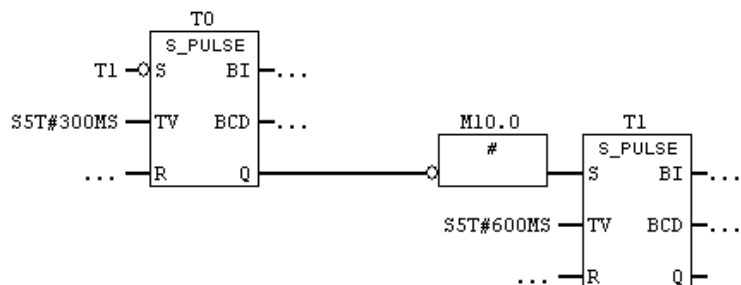 T0
S_PULSE
T1 S BI ...
S5T#300MS TV BCD ...
... R Q
M10.0
#
T1
S_PULSE
S BI ...
S5T#600MS TV BCD ...
... R Q